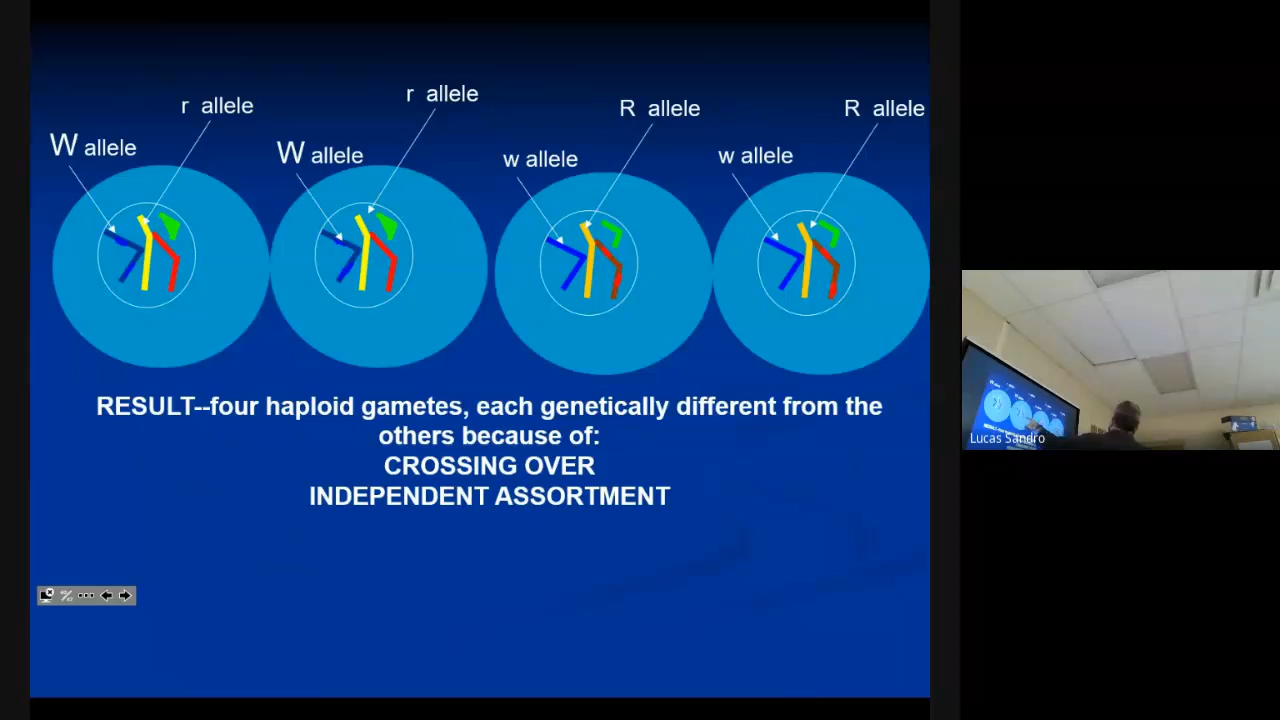 r allele
r allele
R allele
R allele
W allele
W allele
w allele
w allele
RESULT--four haploid gametes, each genetically different from the
others because of:
CROSSING OVER
INDEPENDENT ASSORTMENT
Lucas Sandro